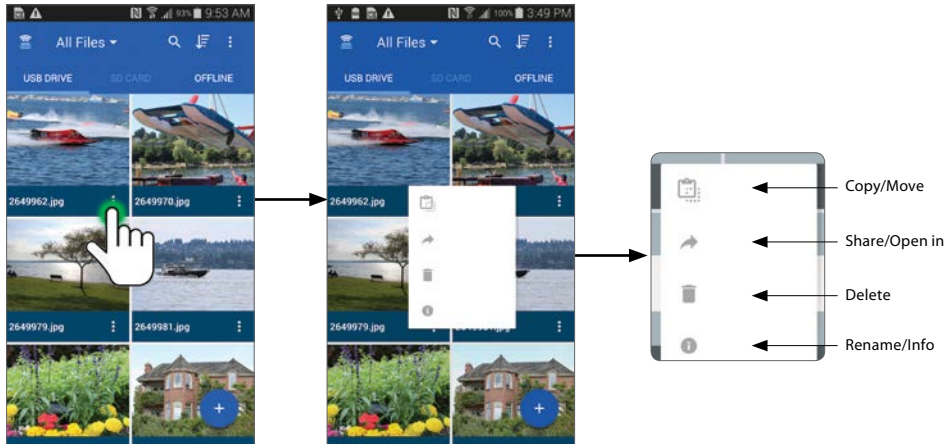 93% 9:53 AM
All Files
USB DRIVE SD CARD OFFLINE
2649962.jpg 2649970.jpg
2649979.jpg 2649981.jpg
100% 3:49 PM
All Files
USB DRIVE SD CARD OFFLINE
2649962.jpg
2649979.jpg
Copy/Move
Share/Open in
Delete
Rename/Info